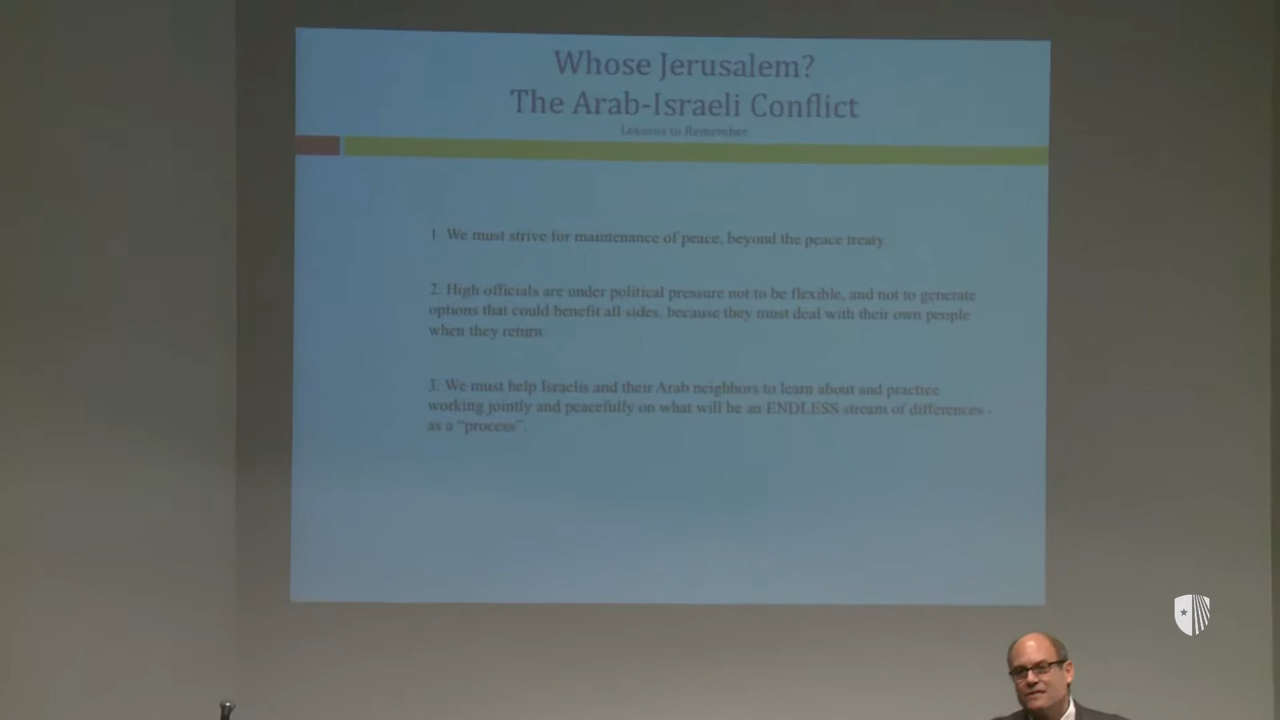 Whose Jerusalem?
The Arab-Israeli Conflict
Lessons to Remember
1 We must strive for maintenance of peace, beyond the peace treaty.
2. High officials are under political pressure not to be flexible, and not to generate
options that could benefit all sides, because they must deal with their own people
when they return.
3. We must help Israelis and their Arab neighbors to learn about and practice
working jointly and peacefully on what will be an ENDLESS stream of differences -
as a "process".